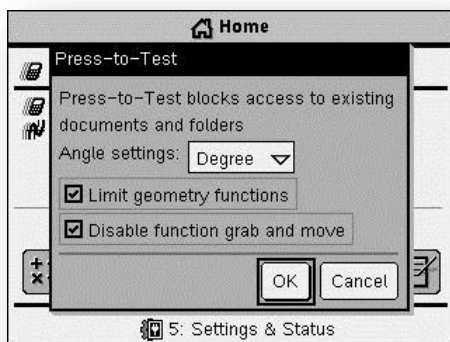 Home
Press-to-Test
Press-to-Test blocks access to existing
documents and folders
Angle settings: Degree
Limit geometry functions
Disable function grab and move
OK Cancel
5: Settings & Status